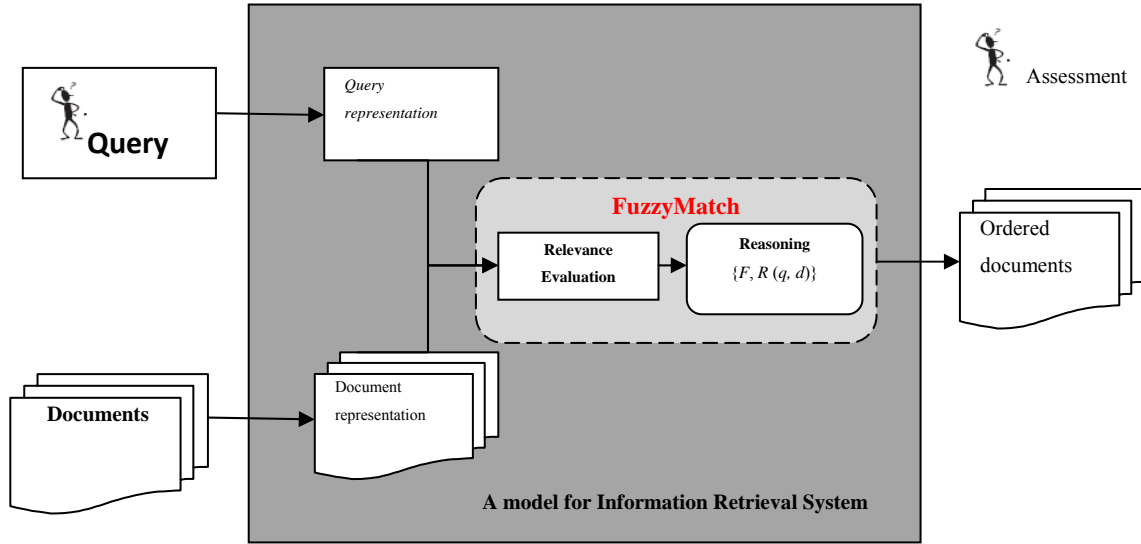 Query
representation
Assessment
Query
FuzzyMatch
Relevance
Evaluation
Reasoning
{F, R (q, d)}
Ordered
documents
Document
representation
Documents
A model for Information Retrieval System